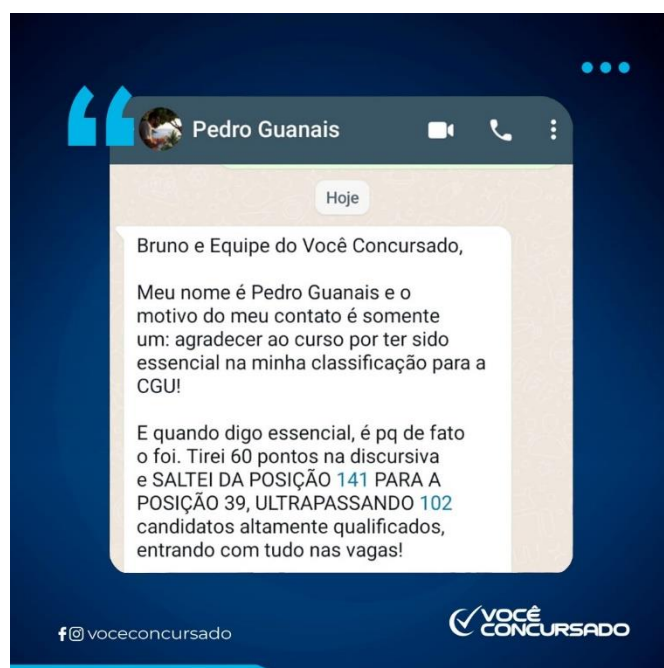 Pedro Guanais
Hoje
Bruno e Equipe do Você Concursado,
Meu nome é Pedro Guanais e o
motivo do meu contato é somente
um: agradecer ao curso por ter sido
essencial na minha classificação para a
CGU!
E quando digo essencial, é pq de fato
o foi. Tirei 60 pontos na discursiva
e SALTEI DA POSIÇÃO 141 PARA A
POSIÇÃO 39, ULTRAPASSANDO 102
candidatos altamente qualificados,
entrando com tudo nas vagas!
voceconcursado
VOCÊ
CONCURSADO